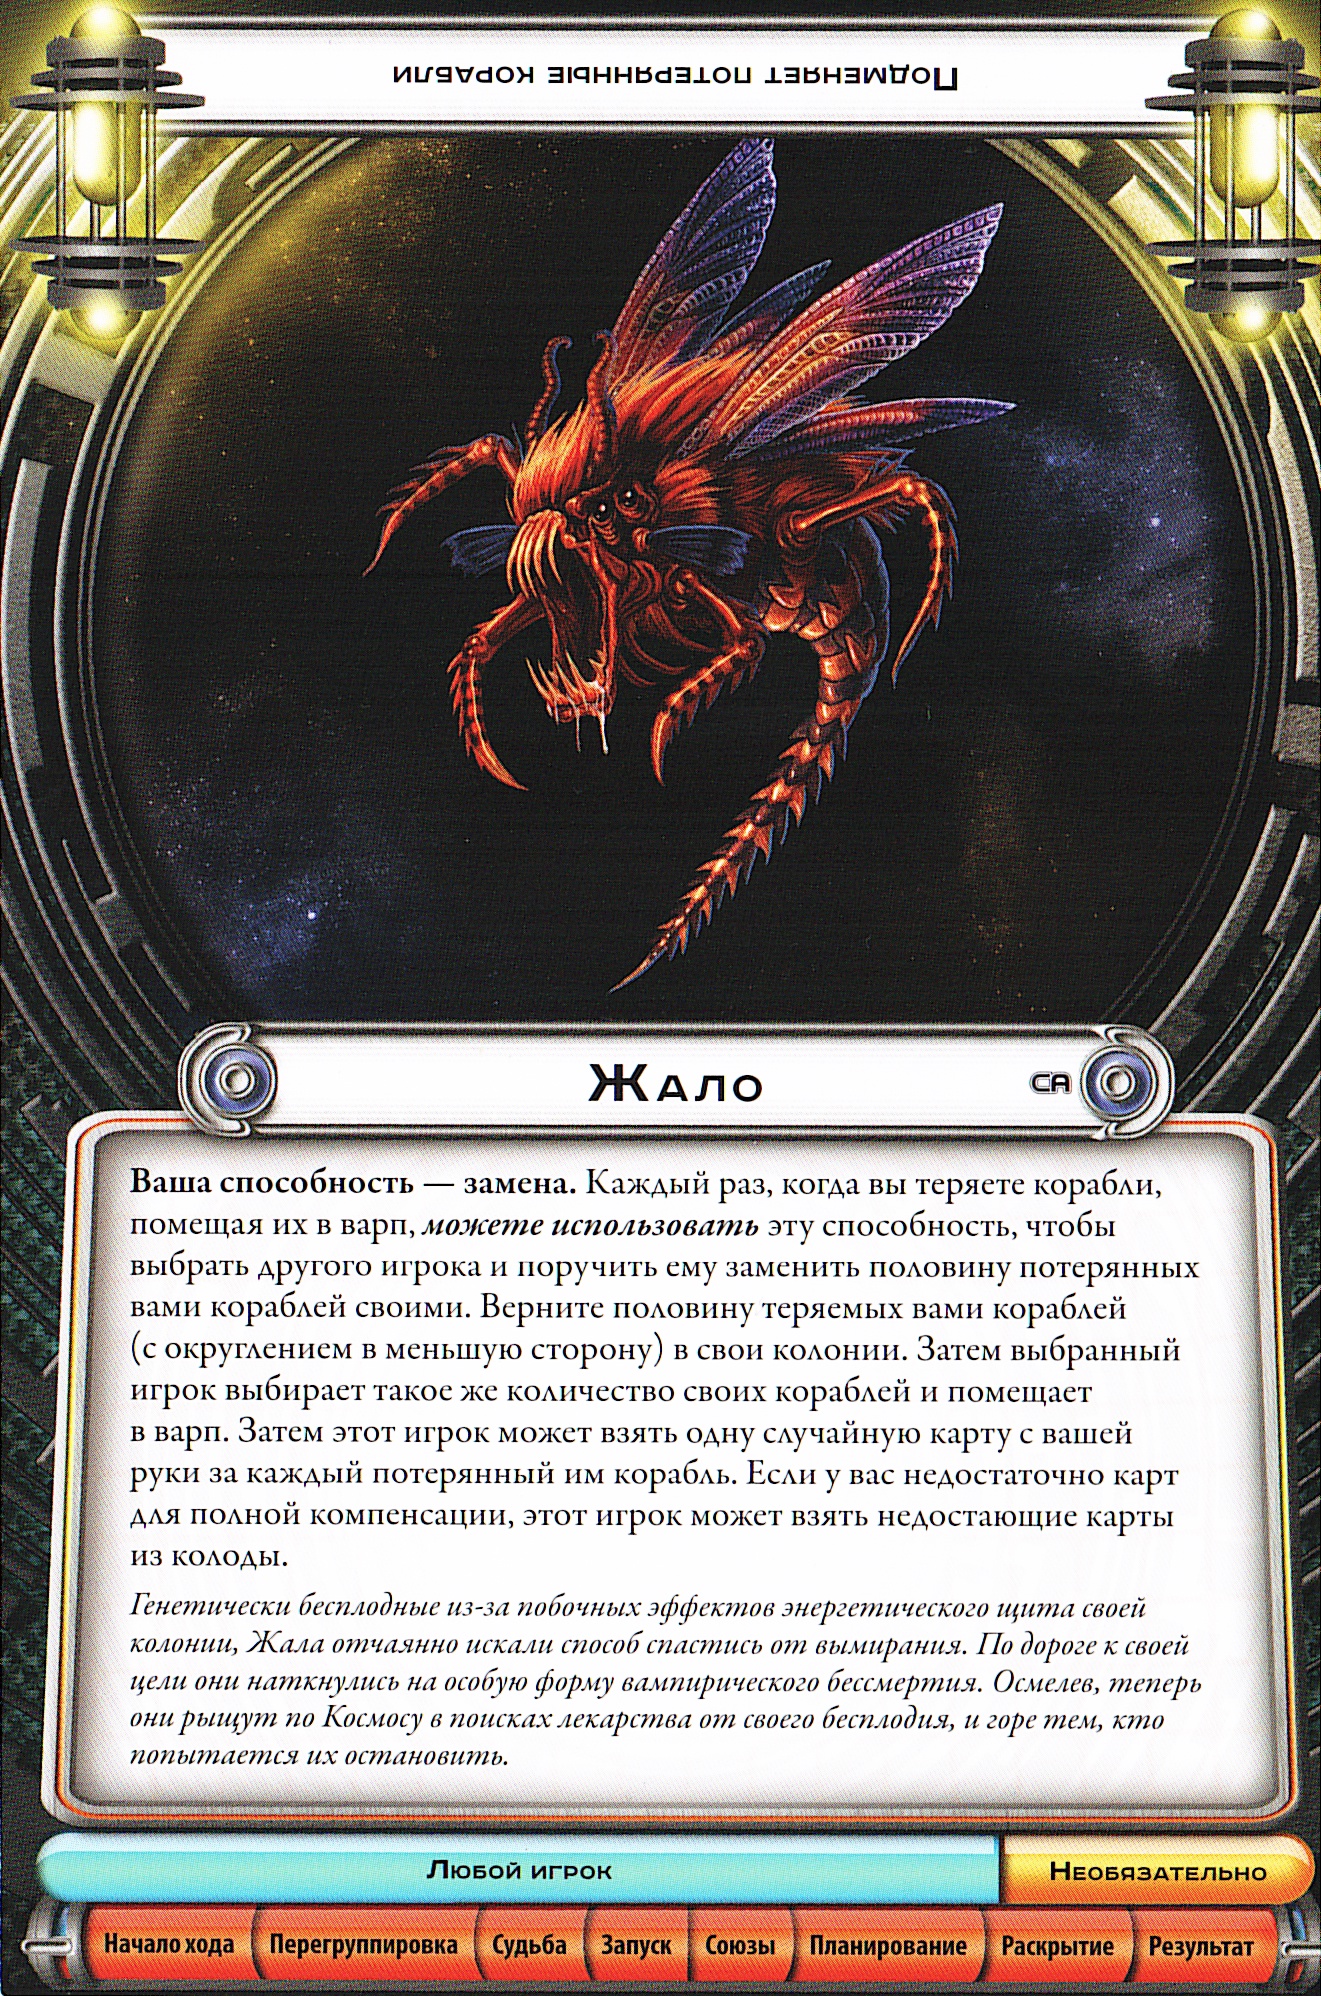 Подменяет потерянные корабли
Жало
CA
Ваша способность — замена. Каждый раз, когда вы теряете корабли,
помещая их в варп, можете использовать эту способность, чтобы
выбрать другого игрока и поручить ему заменить половину потерянных
вами кораблей своими. Верните половину теряемых вами кораблей
(с округлением в меньшую сторону) в свои колонии. Затем выбранный
игрок выбирает такое же количество своих кораблей и помещает
в варп. Затем этот игрок может взять одну случайную карту с вашей
руки за каждый потерянный им корабль. Если у вас недостаточно карт
для полной компенсации, этот игрок может взять недостающие карты
из колоды.
Генетически бесплодные из-за побочных эффектов энергетического щита своей
колонии, Жала отчаянно искали способ спастись от вымирания. По дороге к своей
цели они наткнулись на особую форму вампирического бессмертия. Осмелев, теперь
они рыщут по Космосу в поисках лекарства от своего бесплодия, и горе тем, кто
попытается их остановить.
Любой игрок
Необязательно
Начало хода Перегруппировка Судьба Запуск Союзы Планирование Раскрытие Результат